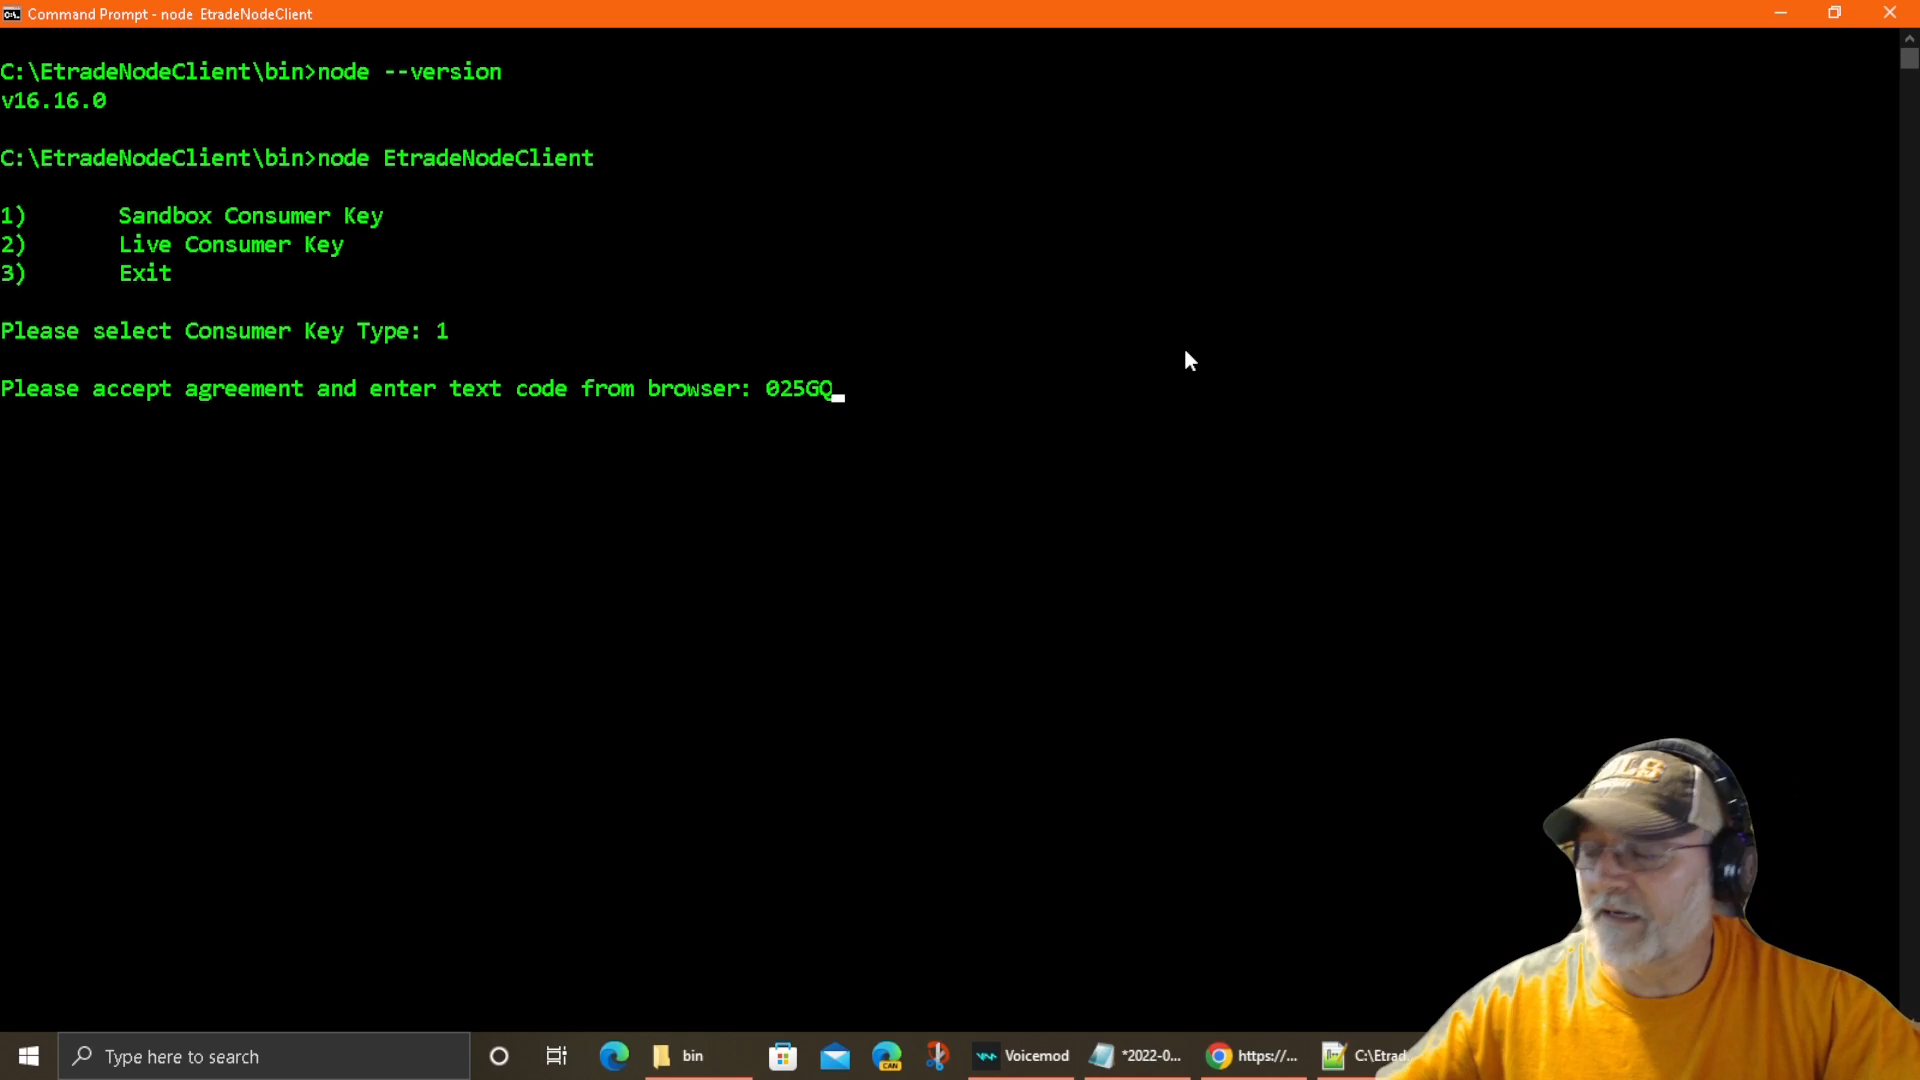 Command Prompt - node  EtradeNodeClient
C:\EtradeNodeClient\bin>node --version
v16.16.0
C:\EtradeNodeClient\bin>node EtradeNodeClient
1) Sandbox Consumer Key
2) Live Consumer Key
3) Exit
Please select Consumer Key Type: 1
Please accept agreement and enter text code from browser: 025GQ
Type here to search
bin
CAN
Voicemod
*2022-0...
https://...
C:\Etrad